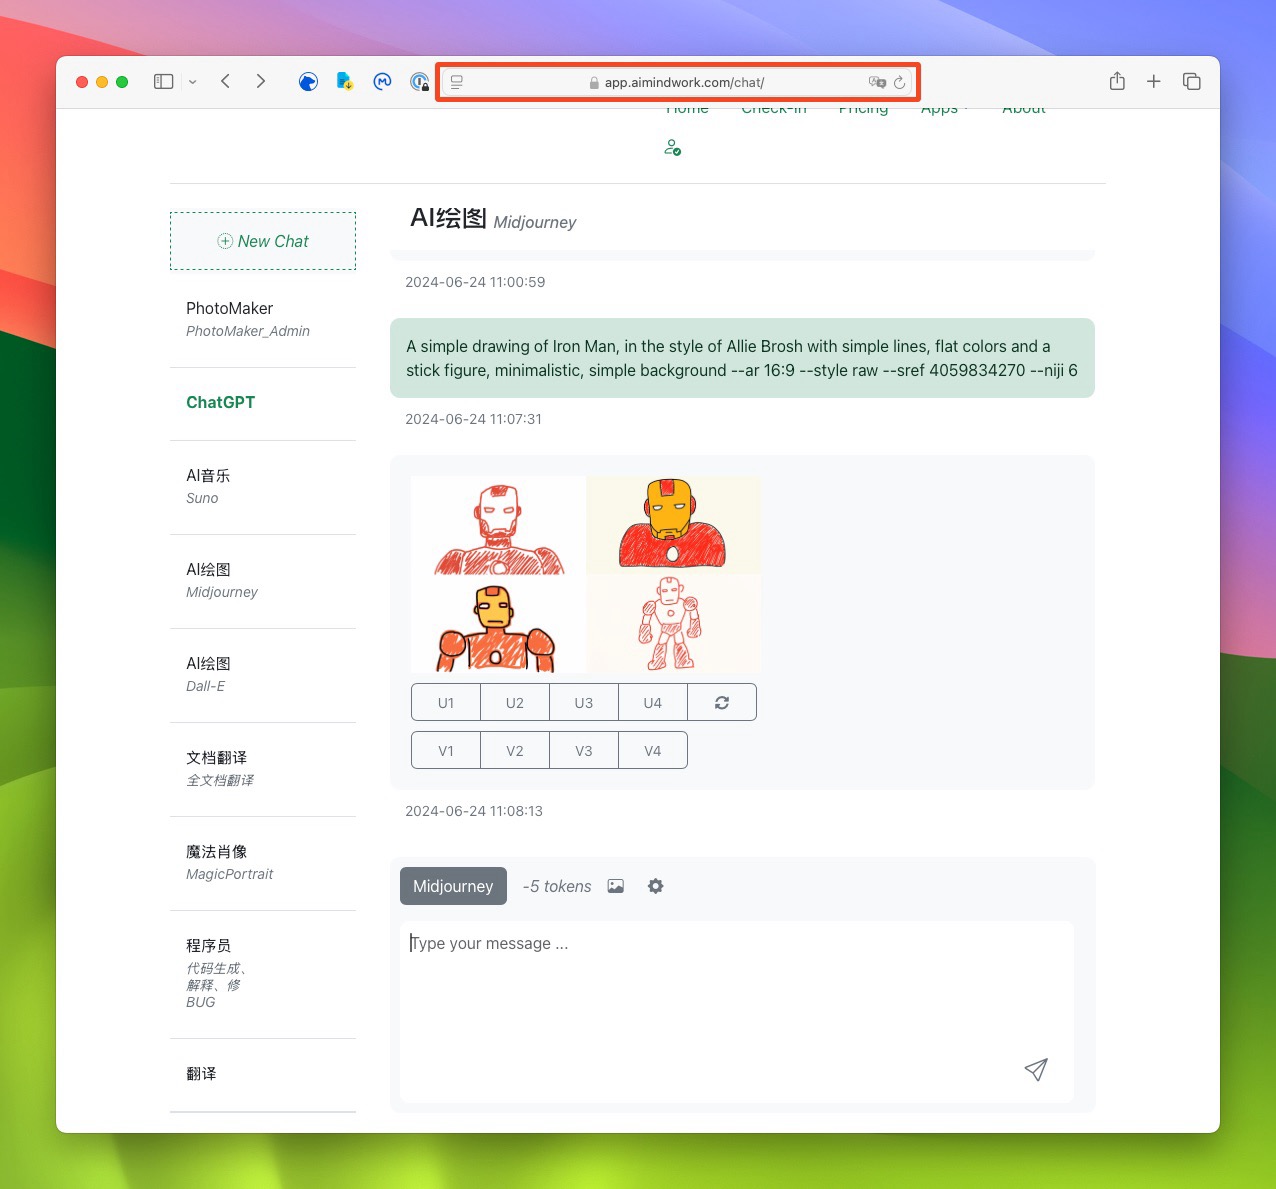 app.aimindwork.com/chat/
Home Check-in Pricing Apps About
New Chat
PhotoMaker
PhotoMaker_Admin
ChatGPT
AI音乐
Suno
AI绘图
Midjourney
AI绘图
Dall-E
文档翻译
全文档翻译
魔法肖像
MagicPortrait
程序员
代码生成、
解释、修
BUG
翻译
AI绘图 Midjourney
2024-06-24 11:00:59
A simple drawing of Iron Man, in the style of Allie Brosh with simple lines, flat colors and a
stick figure, minimalistic, simple background --ar 16:9 --style raw --sref 4059834270 --niji 6
2024-06-24 11:07:31
U1 U2 U3 U4
V1 V2 V3 V4
2024-06-24 11:08:13
Midjourney -5 tokens
Type your message ...